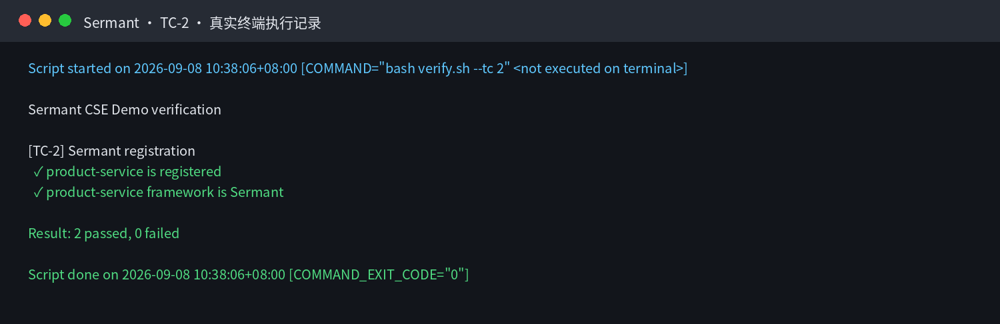 Sermant · TC-2 · 真实终端执行记录
Script started on 2026-09-08 10:38:06+08:00 [COMMAND="bash verify.sh --tc 2" <not executed on terminal>]
Sermant CSE Demo verification
[TC-2] Sermant registration
✓ product-service is registered
✓ product-service framework is Sermant
Result: 2 passed, 0 failed
Script done on 2026-09-08 10:38:06+08:00 [COMMAND_EXIT_CODE="0"]